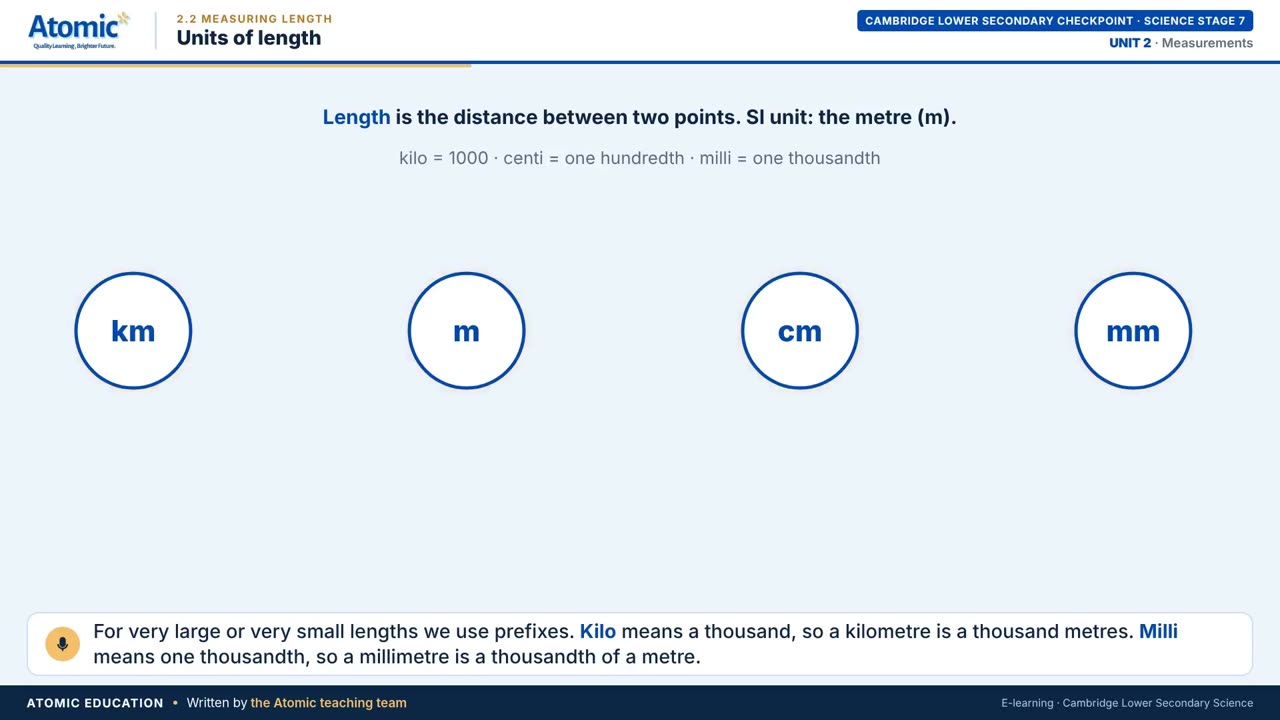 Atomic
Quality Learning, Brighter Future.
2.2 MEASURING LENGTH
Units of length
CAMBRIDGE LOWER SECONDARY CHECKPOINT · SCIENCE STAGE 7
UNIT 2 · Measurements
Length is the distance between two points. SI unit: the metre (m).
kilo = 1000 · centi = one hundredth · milli = one thousandth
km
m
cm
mm
For very large or very small lengths we use prefixes. Kilo means a thousand, so a kilometre is a thousand metres. Milli
means one thousandth, so a millimetre is a thousandth of a metre.
ATOMIC EDUCATION • Written by the Atomic teaching team
E-learning · Cambridge Lower Secondary Science